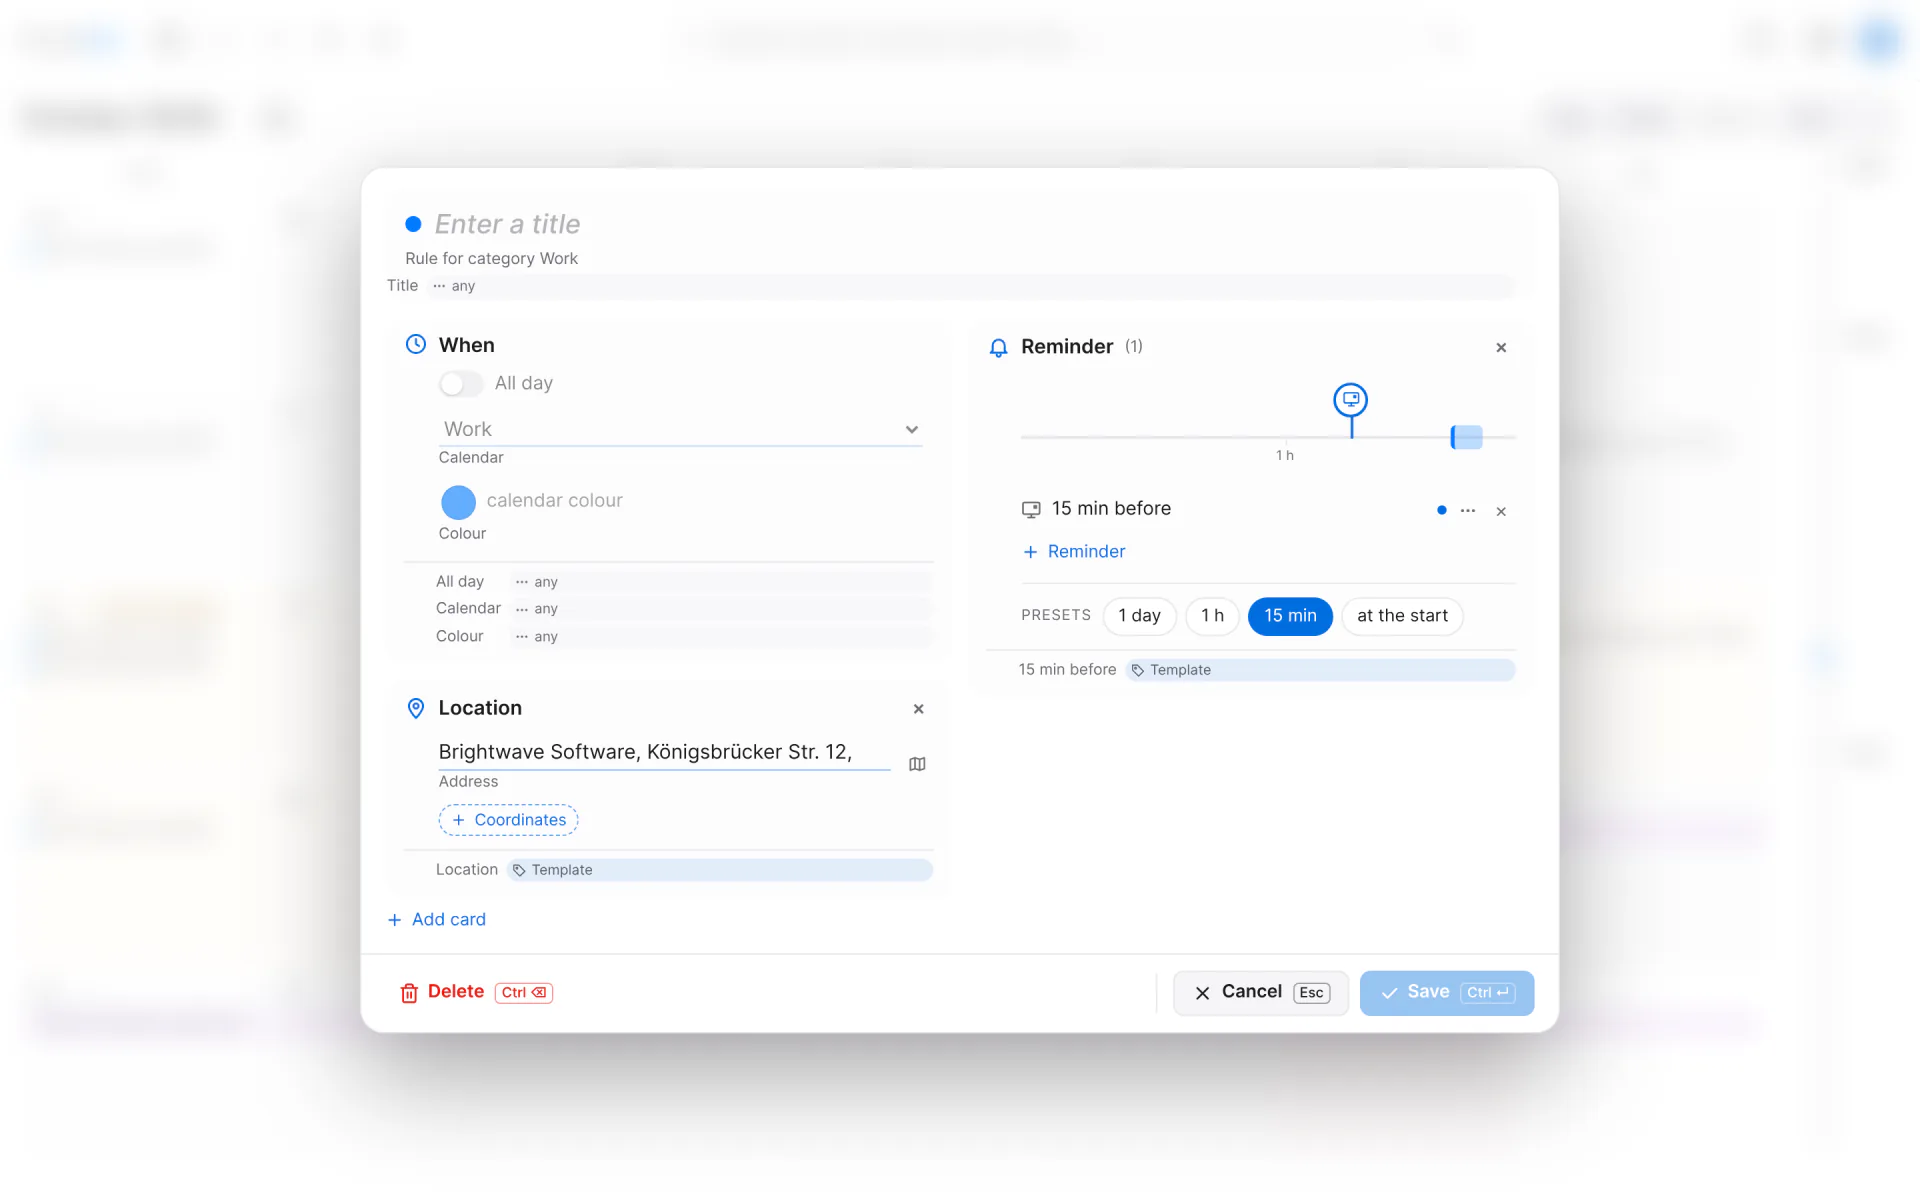 Enter a title
Rule for category Work
Title ··· any
When
All day
Work
Calendar
calendar colour
Colour
All day ··· any
Calendar ··· any
Colour ··· any
Location
Brightwave Software, Königsbrücker Str. 12,
Address
+ Coordinates
Location Template
+ Add card
Reminder (1)
1 h
15 min before
+ Reminder
PRESETS 1 day 1 h 15 min at the start
15 min before Template
Delete Ctrl ⌫
Cancel Esc
Save Ctrl ↵